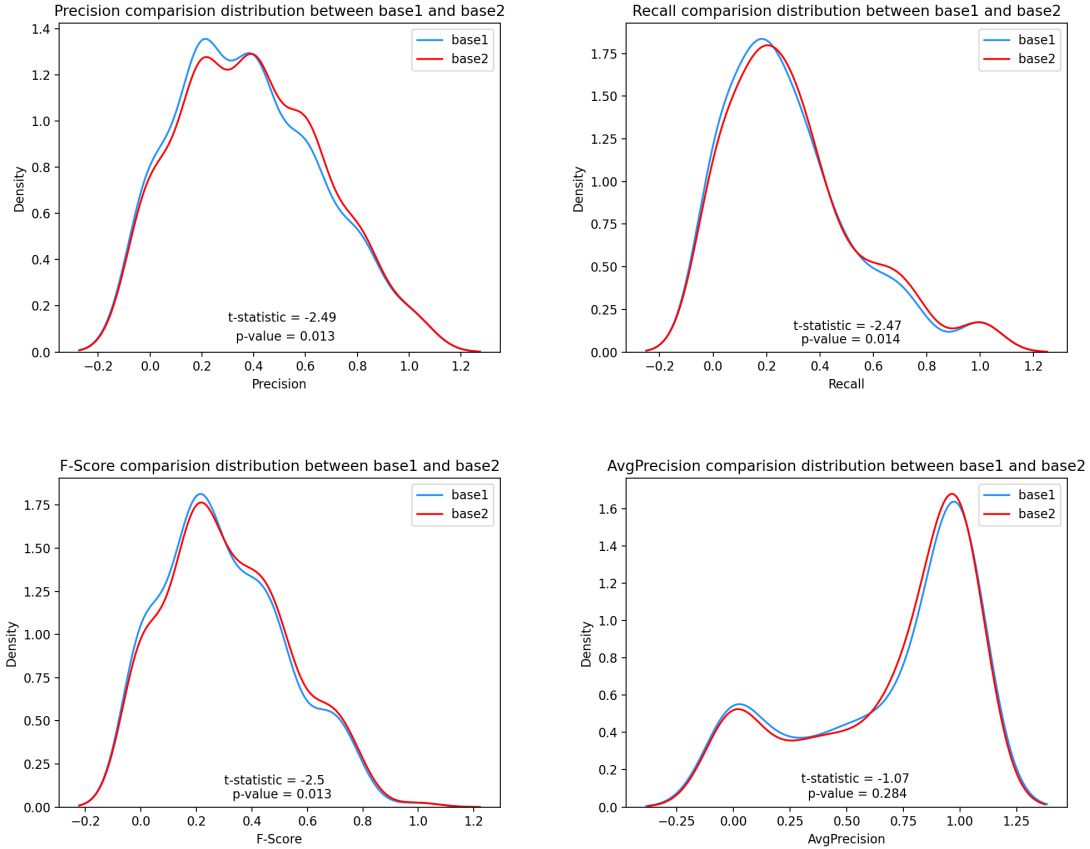 Precision comparision distribution between base1 and base2
1.4
1.2
1.0
0.8
0.6
0.4
0.2
0.0
Density
base1
base2
t-statistic = -2.49
p-value = 0.013
−0.2 0.0 0.2 0.4 0.6 0.8 1.0 1.2
Precision
Recall comparision distribution between base1 and base2
1.75
1.50
1.25
1.00
0.75
0.50
0.25
0.00
Density
base1
base2
t-statistic = -2.47
p-value = 0.014
−0.2 0.0 0.2 0.4 0.6 0.8 1.0 1.2
Recall
F-Score comparision distribution between base1 and base2
1.75
1.50
1.25
1.00
0.75
0.50
0.25
0.00
Density
base1
base2
t-statistic = -2.5
p-value = 0.013
−0.2 0.0 0.2 0.4 0.6 0.8 1.0 1.2
F-Score
AvgPrecision comparision distribution between base1 and base2
1.6
1.4
1.2
1.0
0.8
0.6
0.4
0.2
0.0
Density
base1
base2
t-statistic = -1.07
p-value = 0.284
−0.25 0.00 0.25 0.50 0.75 1.00 1.25
AvgPrecision